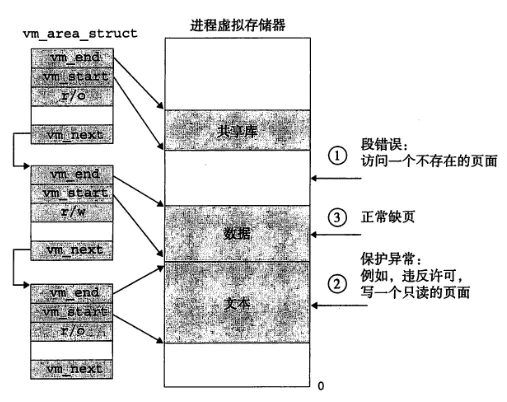 进程虚拟存储器
vm_area_struct
vm_end
vm_start
r/o
vm_next
共享库
① 段错误:
访问一个不存在的页面
vm_end
vm_start
r/w
vm_next
数据
③ 正常缺页
vm_end
vm_start
r/o
vm_next
文本
② 保护异常:
例如,违反许可,
写一个只读的页面
0